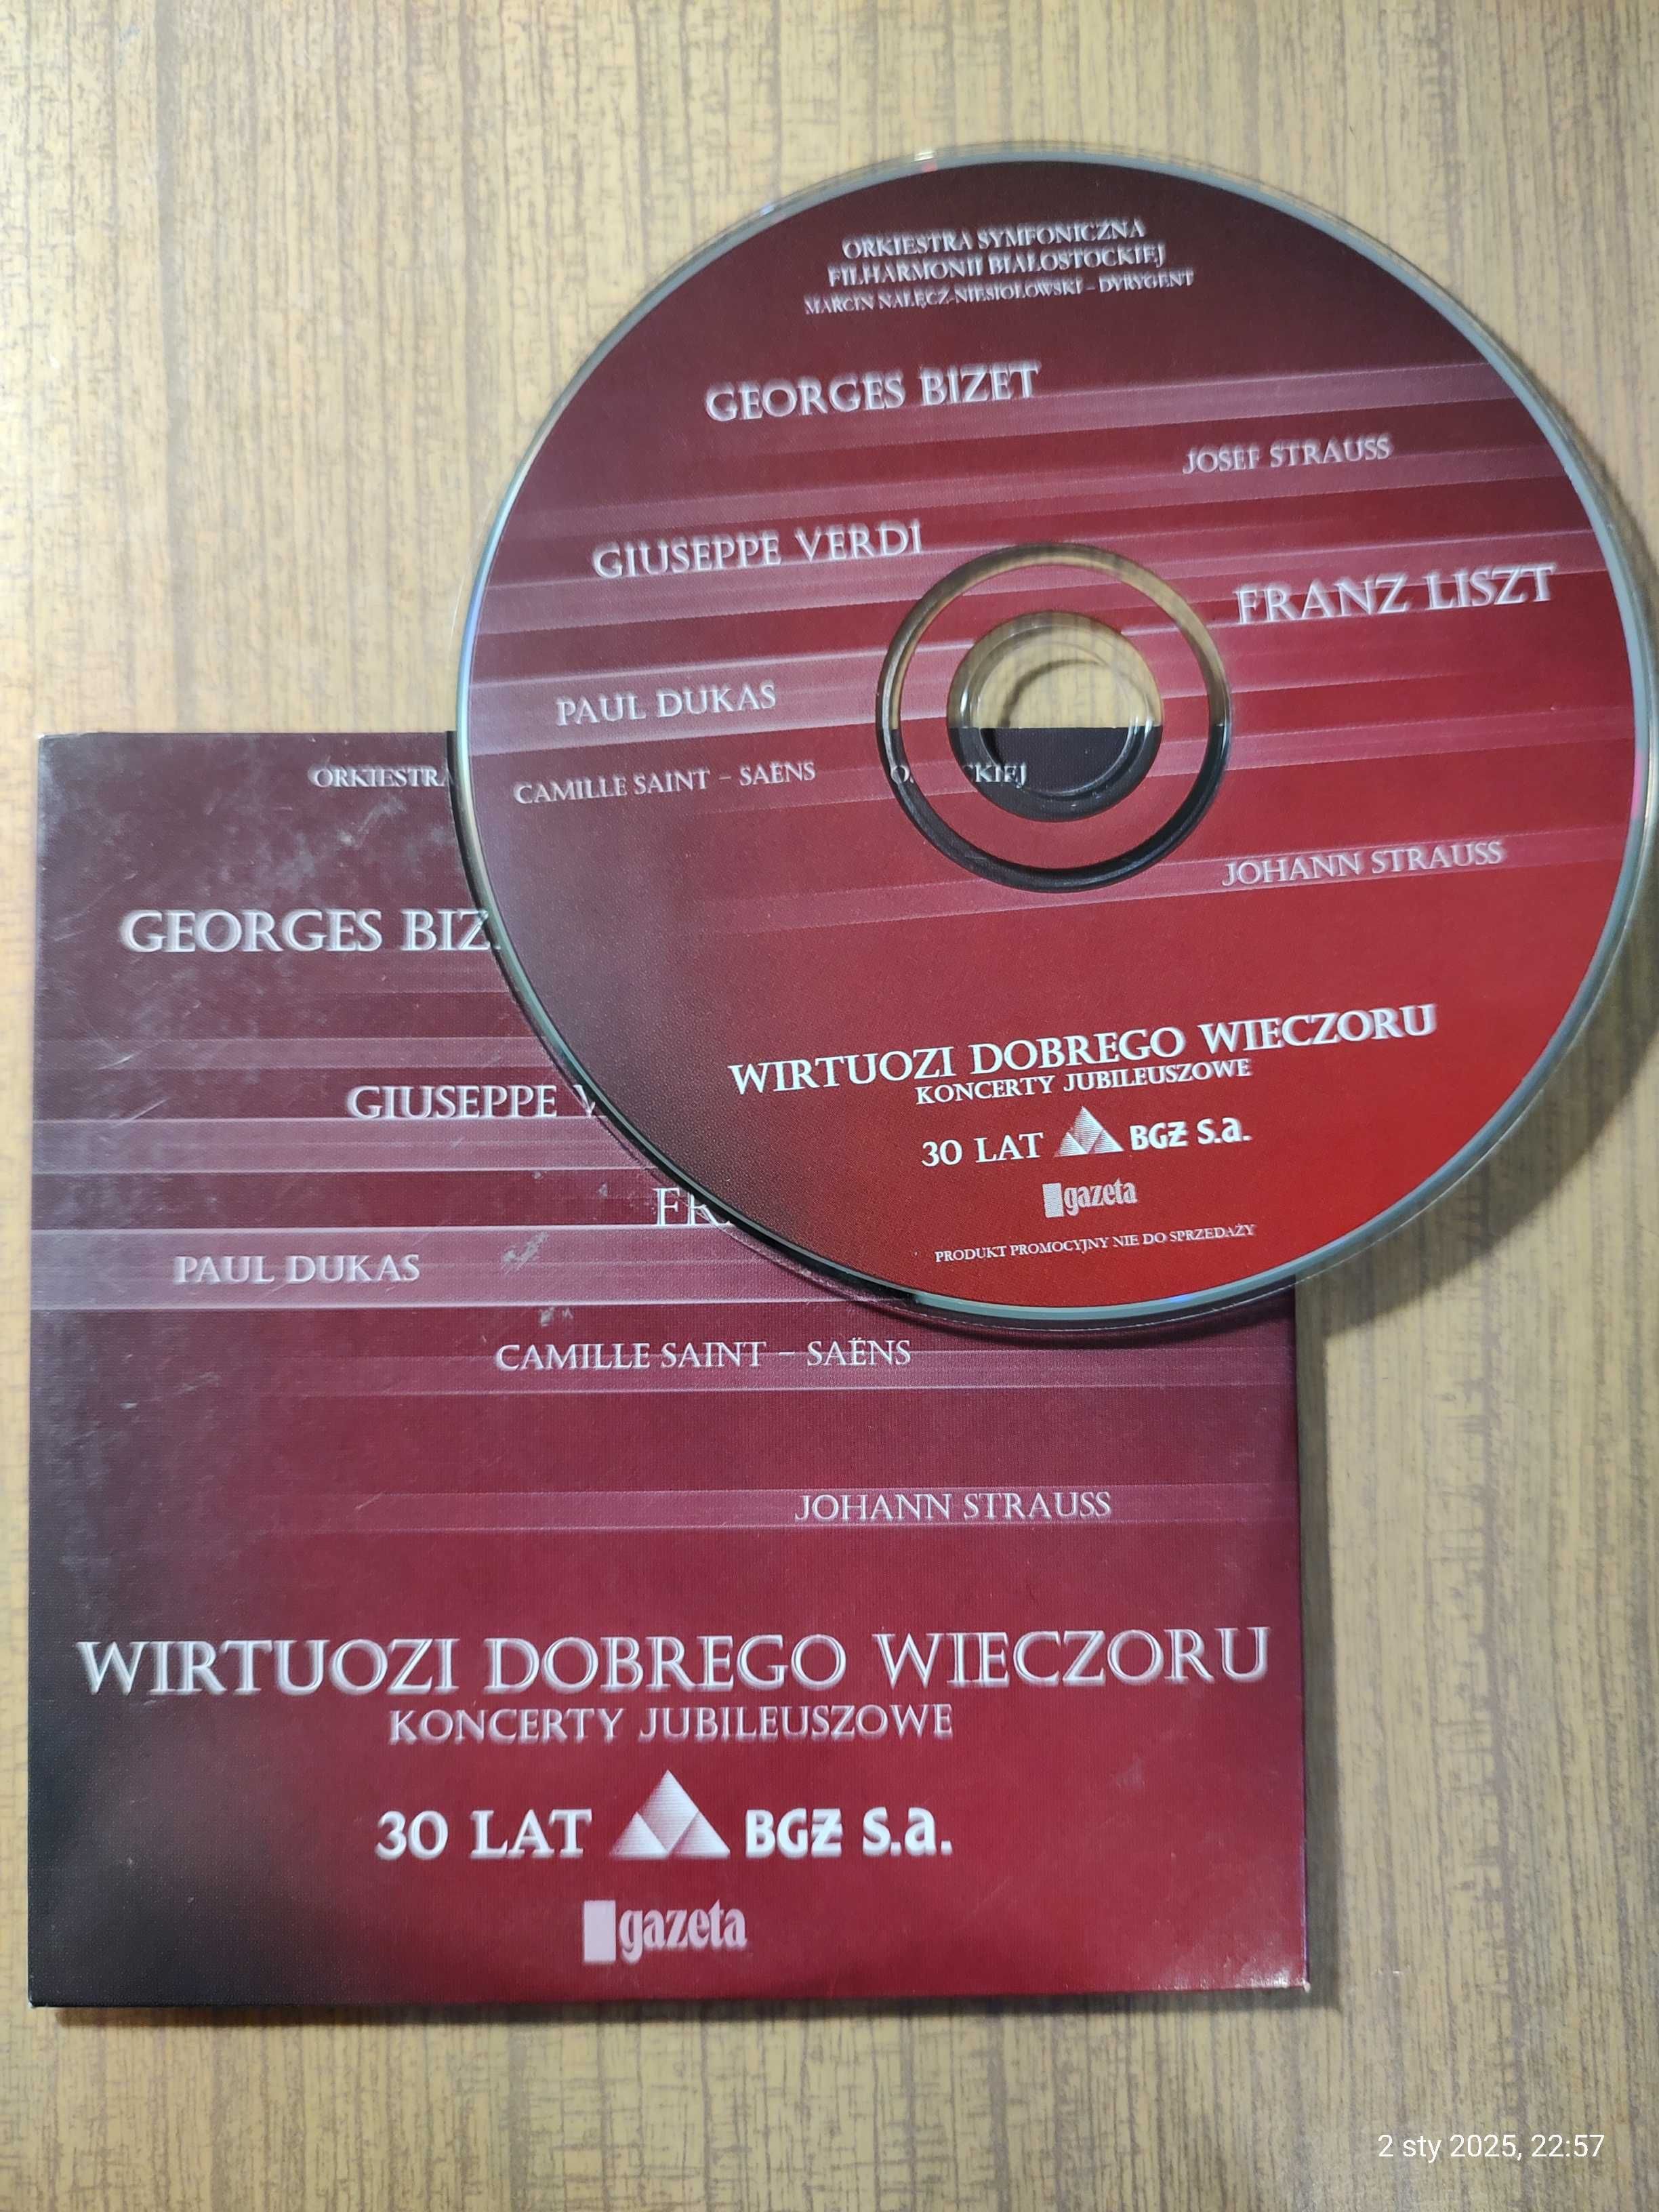 ORKIESTRA SYMFONICZNA
FILHARMONII BIAŁOSTOCKIEJ
MARCIN NAŁĘCZ-NIESIOŁOWSKI – DYRYGENT
GEORGES BIZET
JOSEF STRAUSS
GIUSEPPE VERDI
FRANZ LISZT
PAUL DUKAS
CAMILLE SAINT – SAËNS
JOHANN STRAUSS
WIRTUOZI DOBREGO WIECZORU
KONCERTY JUBILEUSZOWE
30 LAT BGŻ S.a.
gazeta
PRODUKT PROMOCYJNY NIE DO SPRZEDAŻY
ORKIESTRA
CKIEJ
GEORGES BIZ
GIUSEPPE V
FR
PAUL DUKAS
CAMILLE SAINT – SAËNS
JOHANN STRAUSS
WIRTUOZI DOBREGO WIECZORU
KONCERTY JUBILEUSZOWE
30 LAT BGŻ S.a.
gazeta
2 sty 2025, 22:57